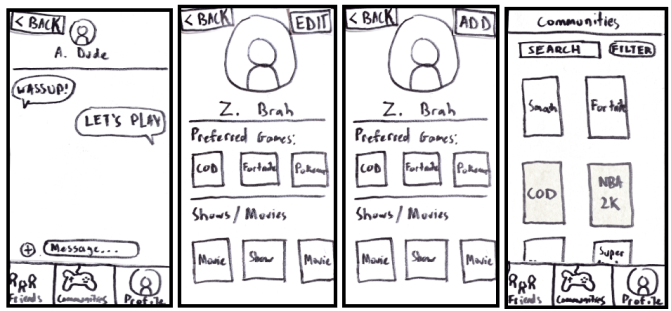 < BACK
A. Dude
WASSUP!
LET'S PLAY
Message...
Friends
Communities
Profile
< BACK
EDIT
Z. Brah
Preferred Games:
COD
Fortnite
Pokemon
Shows/Movies
Movie
Show
Movie
< BACK
ADD
Z. Brah
Preferred Games:
COD
Fortnite
Pokemon
Shows/Movies
Movie
Show
Movie
Communities
SEARCH
FILTER
Smash
Fortnite
COD
NBA
2K
Super
Friends
Communities
Profile